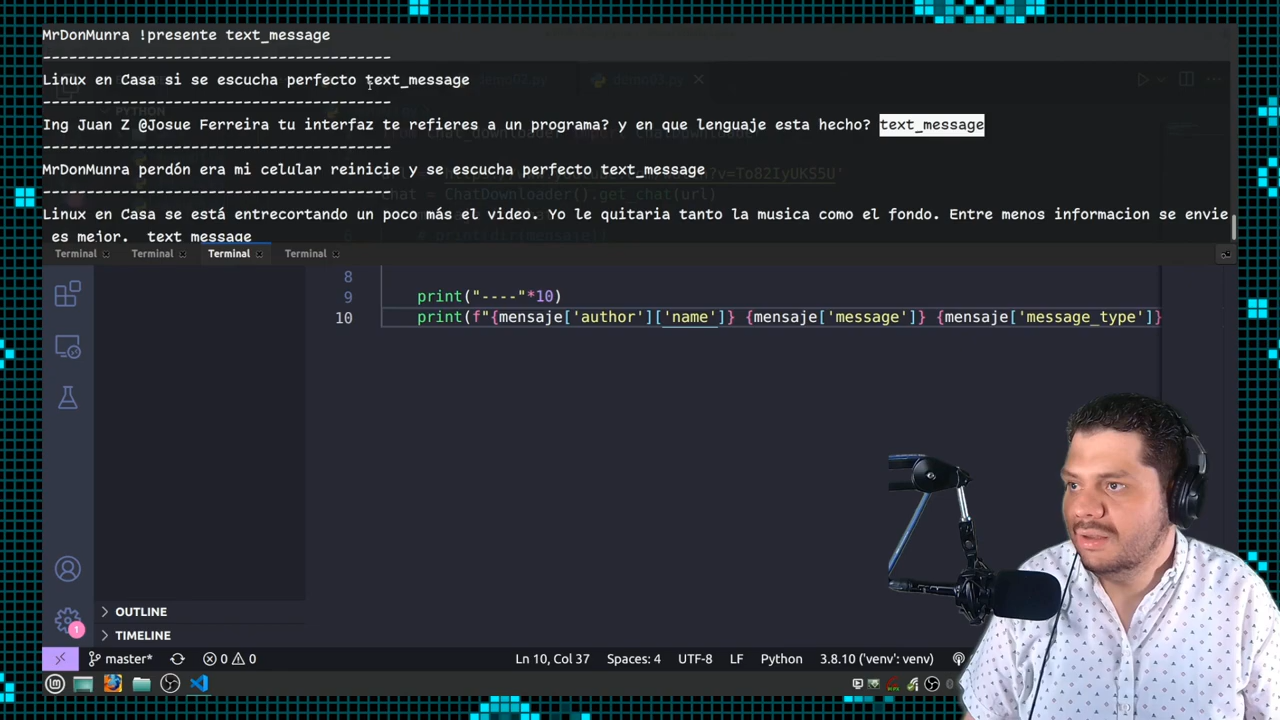 MrDonMunra !presente text_message
----------------------------------------
Linux en Casa si se escucha perfecto text_message
----------------------------------------
Ing Juan Z @Josue Ferreira tu interfaz te refieres a un programa? y en que lenguaje esta hecho? text_message
----------------------------------------
MrDonMunra perdón era mi celular reinicie y se escucha perfecto text_message
----------------------------------------
Linux en Casa se está entrecortando un poco más el video. Yo le quitaria tanto la musica como el fondo. Entre menos informacion se envie
es mejor. text_message
Terminal × Terminal × Terminal × Terminal ×
8
9 print("----"*10)
10 print(f"{mensaje['author']['name']} {mensaje['message']} {mensaje['message_type']}
OUTLINE
TIMELINE
master* 0 0 Ln 10, Col 37 Spaces: 4 UTF-8 LF Python 3.8.10 ('venv': venv)
1